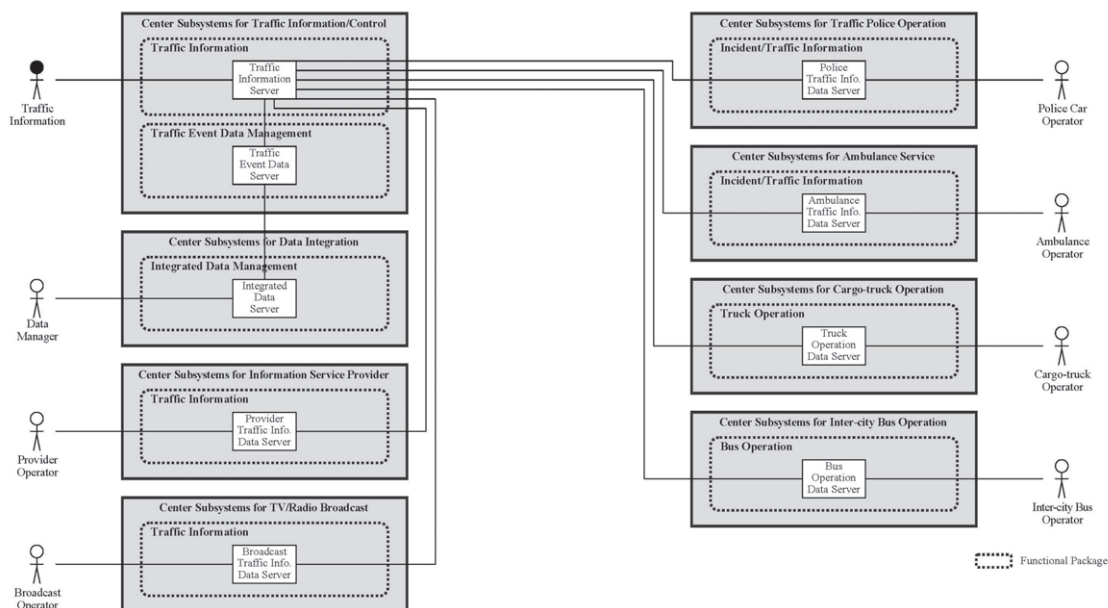 Center Subsystems for Traffic Information/Control
Traffic Information
Traffic
Information
Server
Traffic
Information
Traffic Event Data Management
Traffic
Event Data
Server
Center Subsystems for Data Integration
Integrated Data Management
Integrated
Data
Server
Data
Manager
Center Subsystems for Information Service Provider
Traffic Information
Provider
Traffic Info.
Data Server
Provider
Operator
Center Subsystems for TV/Radio Broadcast
Traffic Information
Broadcast
Traffic Info.
Data Server
Broadcast
Operator
Center Subsystems for Traffic Police Operation
Incident/Traffic Information
Police
Traffic Info.
Data Server
Police Car
Operator
Center Subsystems for Ambulance Service
Incident/Traffic Information
Ambulance
Traffic Info.
Data Server
Ambulance
Operator
Center Subsystems for Cargo-truck Operation
Truck Operation
Truck
Operation
Data Server
Cargo-truck
Operator
Center Subsystems for Inter-city Bus Operation
Bus Operation
Bus
Operation
Data Server
Inter-city Bus
Operator
Functional Package